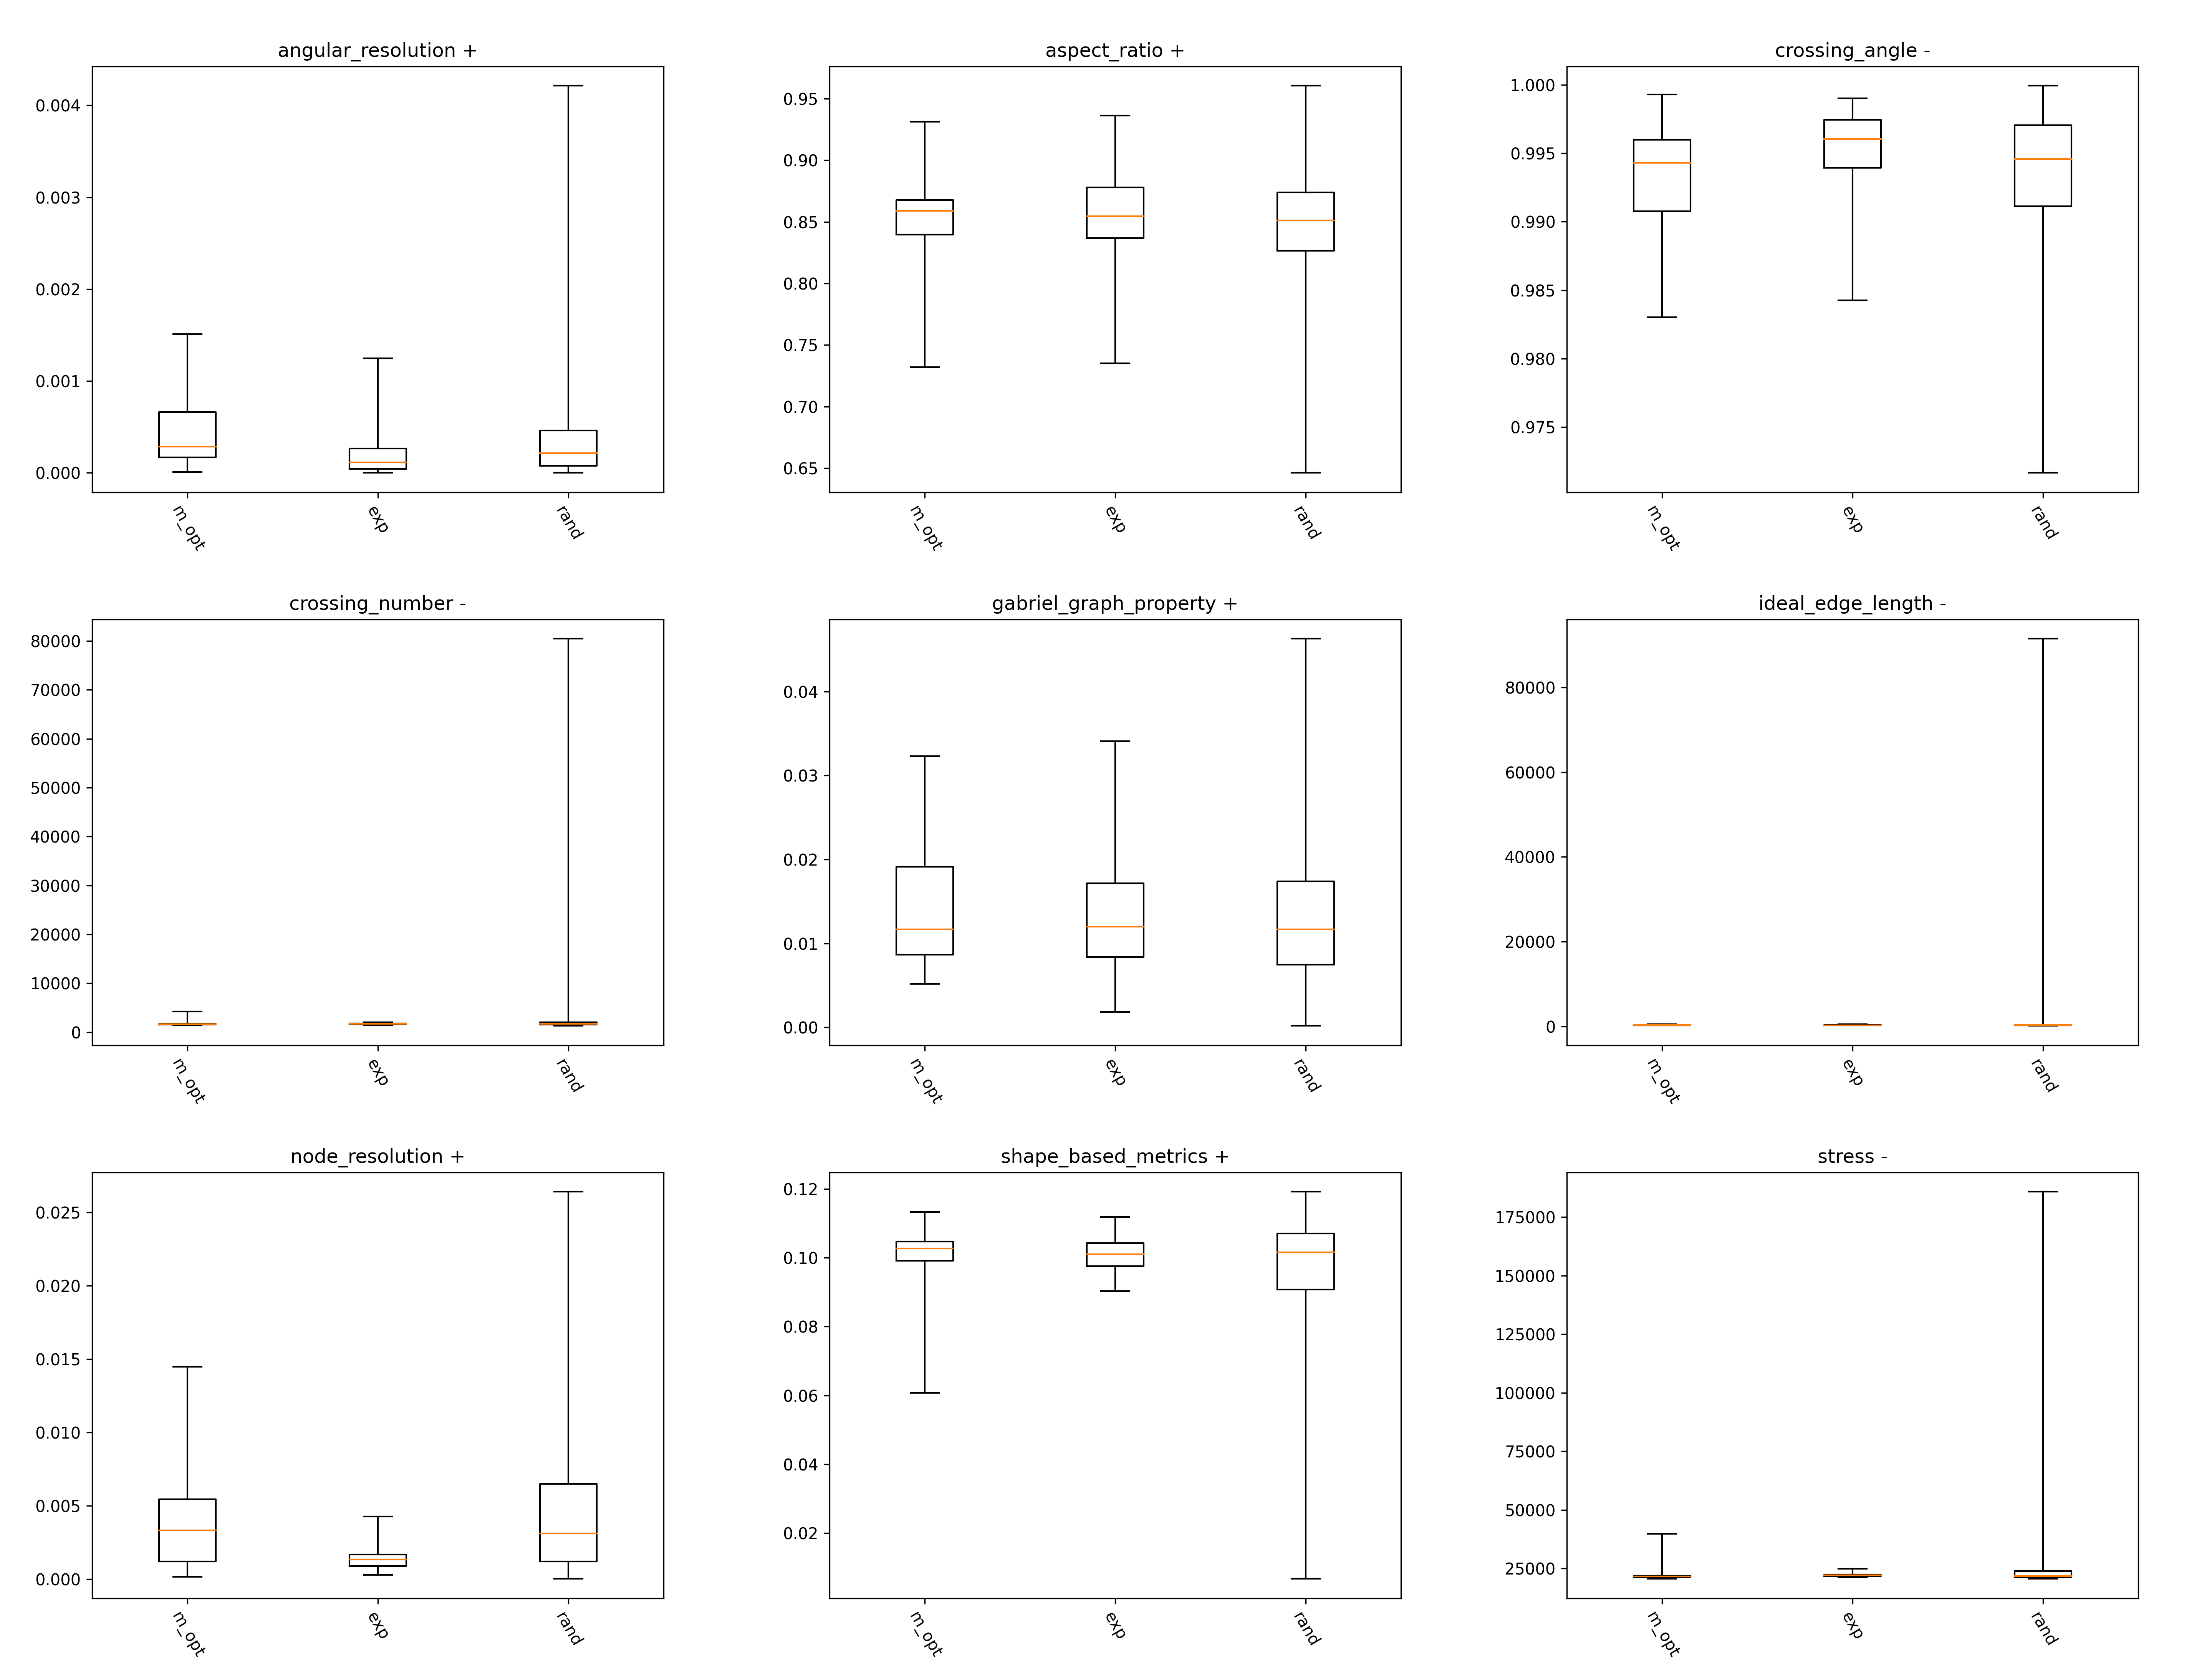 angular_resolution +
0.004
0.003
0.002
0.001
0.000
m_opt
exp
rand
aspect_ratio +
0.95
0.90
0.85
0.80
0.75
0.70
0.65
m_opt
exp
rand
crossing_angle -
1.000
0.995
0.990
0.985
0.980
0.975
m_opt
exp
rand
crossing_number -
80000
70000
60000
50000
40000
30000
20000
10000
0
m_opt
exp
rand
gabriel_graph_property +
0.04
0.03
0.02
0.01
0.00
m_opt
exp
rand
ideal_edge_length -
80000
60000
40000
20000
0
m_opt
exp
rand
node_resolution +
0.025
0.020
0.015
0.010
0.005
0.000
m_opt
exp
rand
shape_based_metrics +
0.12
0.10
0.08
0.06
0.04
0.02
m_opt
exp
rand
stress -
175000
150000
125000
100000
75000
50000
25000
m_opt
exp
rand